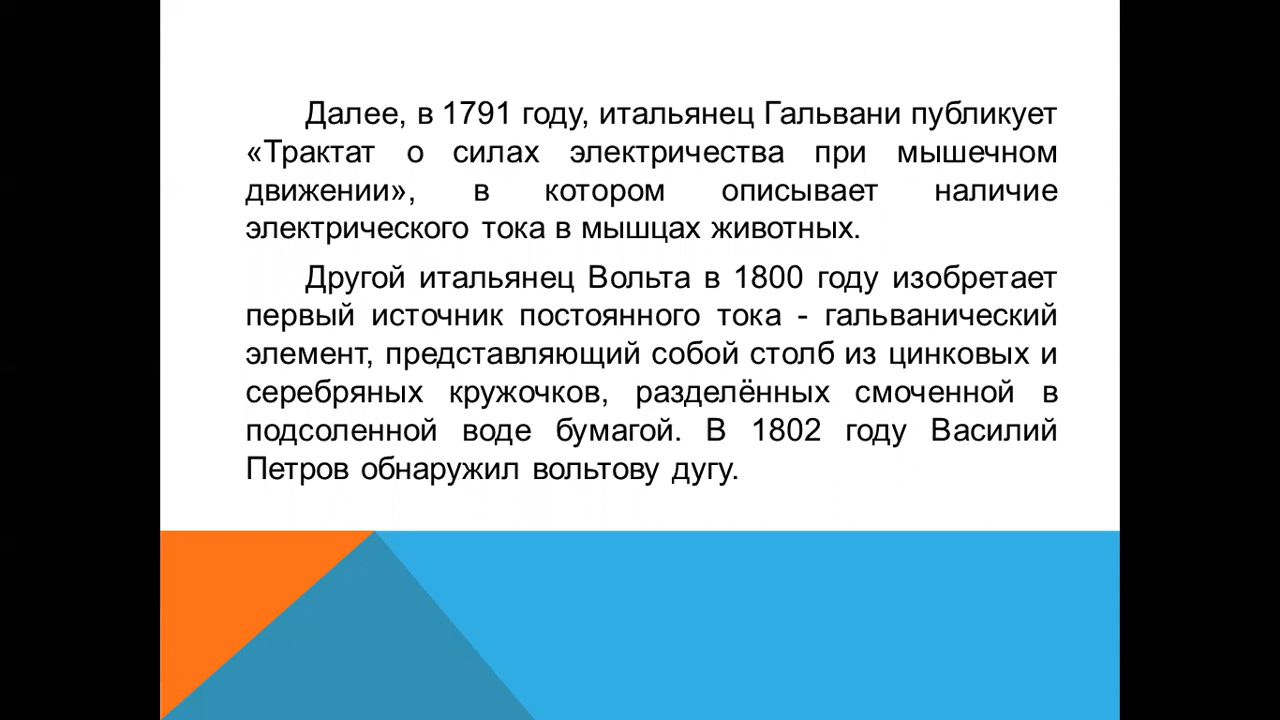 Далее, в 1791 году, итальянец Гальвани публикует
«Трактат о силах электричества при мышечном
движении», в котором описывает наличие
электрического тока в мышцах животных.
Другой итальянец Вольта в 1800 году изобретает
первый источник постоянного тока - гальванический
элемент, представляющий собой столб из цинковых и
серебряных кружочков, разделённых смоченной в
подсоленной воде бумагой. В 1802 году Василий
Петров обнаружил вольтову дугу.